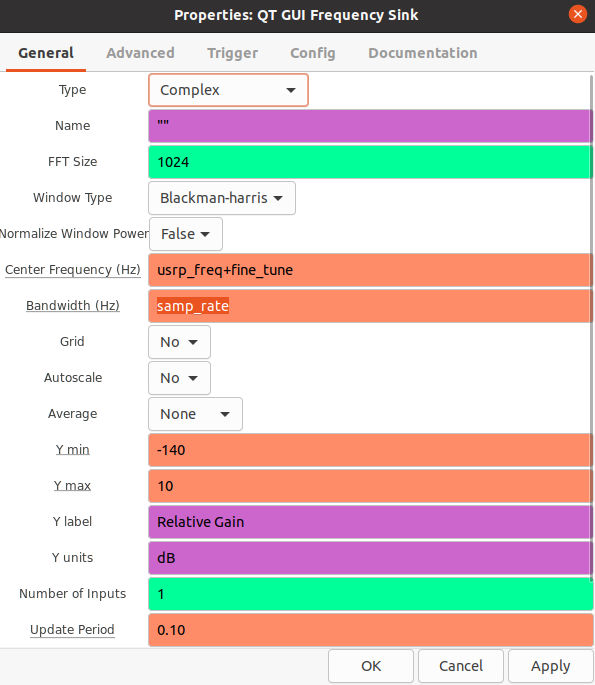 Properties: QT GUI Frequency Sink
General Advanced Trigger Config Documentation
Type Complex
Name ""
FFT Size 1024
Window Type Blackman-harris
Normalize Window Power False
Center Frequency (Hz) usrp_freq+fine_tune
Bandwidth (Hz) samp_rate
Grid No
Autoscale No
Average None
Y min -140
Y max 10
Y label Relative Gain
Y units dB
Number of Inputs 1
Update Period 0.10
OK Cancel Apply